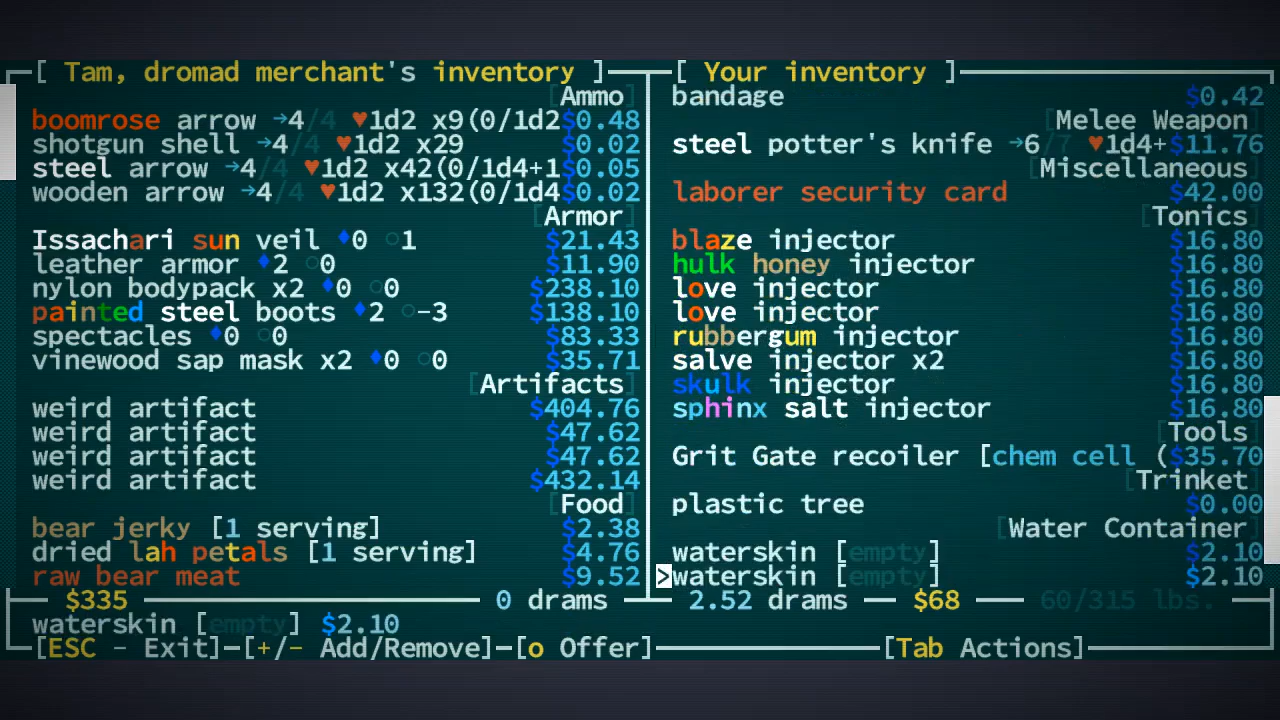 [ Tam, dromad merchant's inventory ]
[Ammo]
boomrose arrow →4/4 ♥1d2 x9(0/1d2 $0.48
shotgun shell →4/4 ♥1d2 x29 $0.02
steel arrow →4/4 ♥1d2 x42(0/1d4+1 $0.05
wooden arrow →4/4 ♥1d2 x132(0/1d4 $0.02
[Armor]
Issachari sun veil ♦0 ○1 $21.43
leather armor ♦2 ○0 $11.90
nylon bodypack x2 ♦0 ○0 $238.10
painted steel boots ♦2 ○-3 $138.10
spectacles ♦0 ○0 $83.33
vinewood sap mask x2 ♦0 ○0 $35.71
[Artifacts]
weird artifact $404.76
weird artifact $47.62
weird artifact $47.62
weird artifact $432.14
[Food]
bear jerky [1 serving] $2.38
dried lah petals [1 serving] $4.76
raw bear meat $9.52
$335 0 drams
[ Your inventory ]
bandage $0.42
[Melee Weapon]
steel potter's knife →6/7 ♥1d4+$11.76
[Miscellaneous]
laborer security card $42.00
[Tonics]
blaze injector $16.80
hulk honey injector $16.80
love injector $16.80
love injector $16.80
rubbergum injector $16.80
salve injector x2 $16.80
skulk injector $16.80
sphinx salt injector $16.80
[Tools]
Grit Gate recoiler [chem cell ($35.70
[Trinket]
plastic tree $0.00
[Water Container]
waterskin [empty] $2.10
>waterskin [empty] $2.10
2.52 drams $68 60/315 lbs.
waterskin [empty] $2.10
[ESC - Exit] [+/- Add/Remove] [o Offer] [Tab Actions]